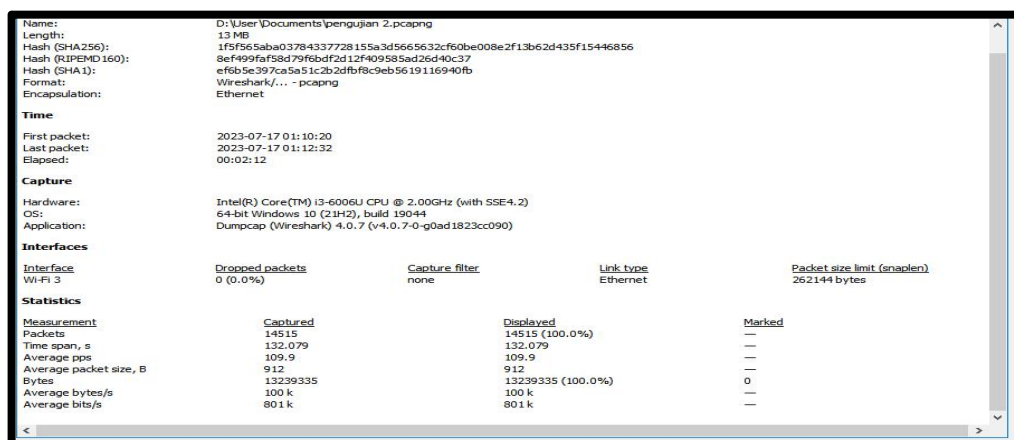 Name: D:\User\Documents\pengujian 2.pcapng
Length: 13 MB
Hash (SHA256): 1f5f565aba03784337728155a3d5665632cf60be008e2f13b62d435f15446856
Hash (RIPEMD160): 8ef499faf58d79f6bdf2d12f409585ad26d40c37
Hash (SHA1): ef6b5e397ca5a51c2b2dfbf8c9eb5619116940fb
Format: Wireshark/... - pcapng
Encapsulation: Ethernet
Time
First packet: 2023-07-17 01:10:20
Last packet: 2023-07-17 01:12:32
Elapsed: 00:02:12
Capture
Hardware: Intel(R) Core(TM) i3-6006U CPU @ 2.00GHz (with SSE4.2)
OS: 64-bit Windows 10 (21H2), build 19044
Application: Dumpcap (Wireshark) 4.0.7 (v4.0.7-0-g0ad1823cc090)
Interfaces
Interface Dropped packets Capture filter Link type Packet size limit (snaplen)
Wi-Fi 3 0 (0.0%) none Ethernet 262144 bytes
Statistics
Measurement Captured Displayed Marked
Packets 14515 14515 (100.0%) —
Time span, s 132.079 132.079 —
Average pps 109.9 109.9 —
Average packet size, B 912 912 —
Bytes 13239335 13239335 (100.0%) 0
Average bytes/s 100 k 100 k —
Average bits/s 801 k 801 k —